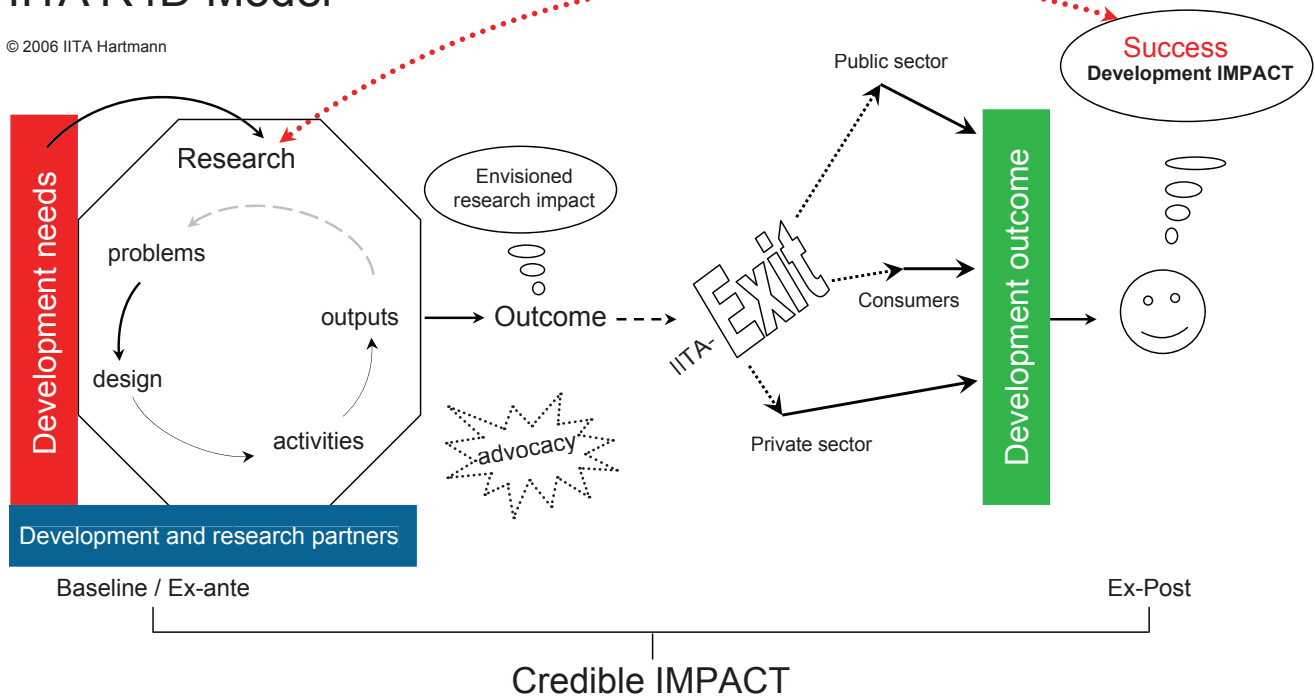 © 2006 IITA Hartmann
Success
Development IMPACT
Public sector
Development needs
Research
Envisioned
research impact
problems
outputs
design
activities
Outcome
IITA-
Exit
Consumers
advocacy
Private sector
Development outcome
Development and research partners
Baseline / Ex-ante
Ex-Post
Credible IMPACT